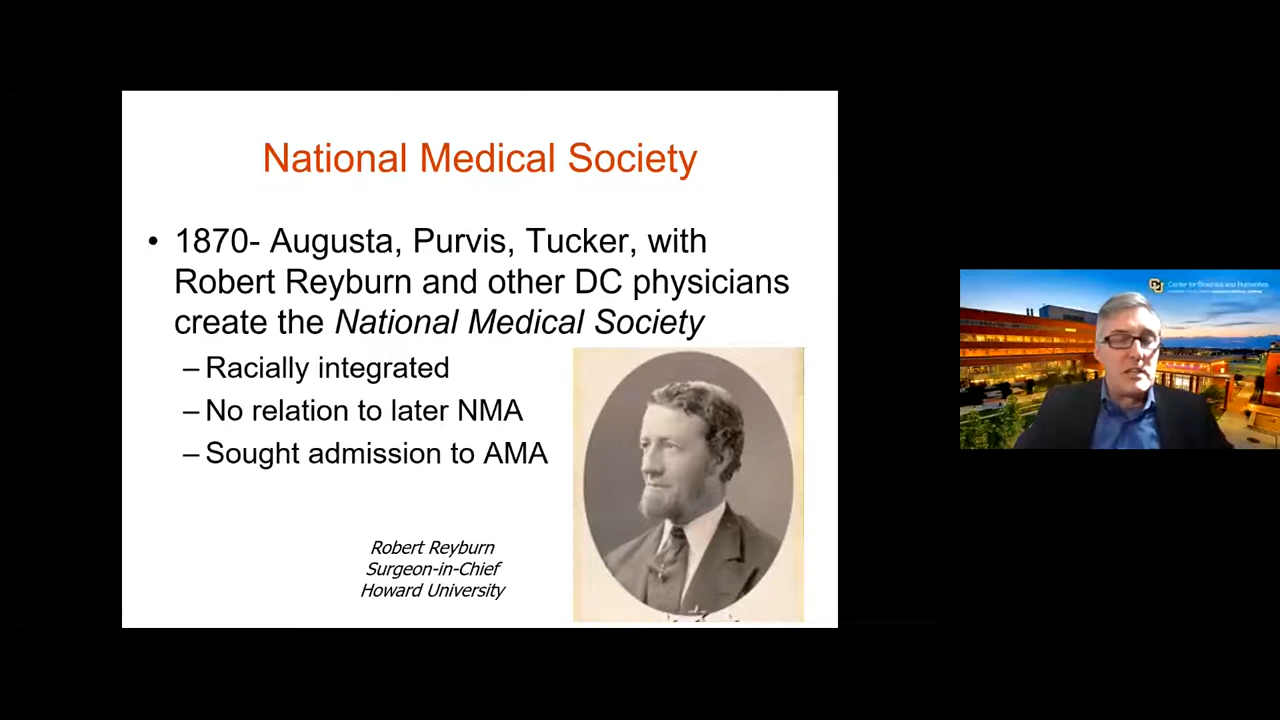 National Medical Society
• 1870- Augusta, Purvis, Tucker, with
Robert Reyburn and other DC physicians
create the National Medical Society
– Racially integrated
– No relation to later NMA
– Sought admission to AMA
Robert Reyburn
Surgeon-in-Chief
Howard University
CU Center for Bioethics and Humanities